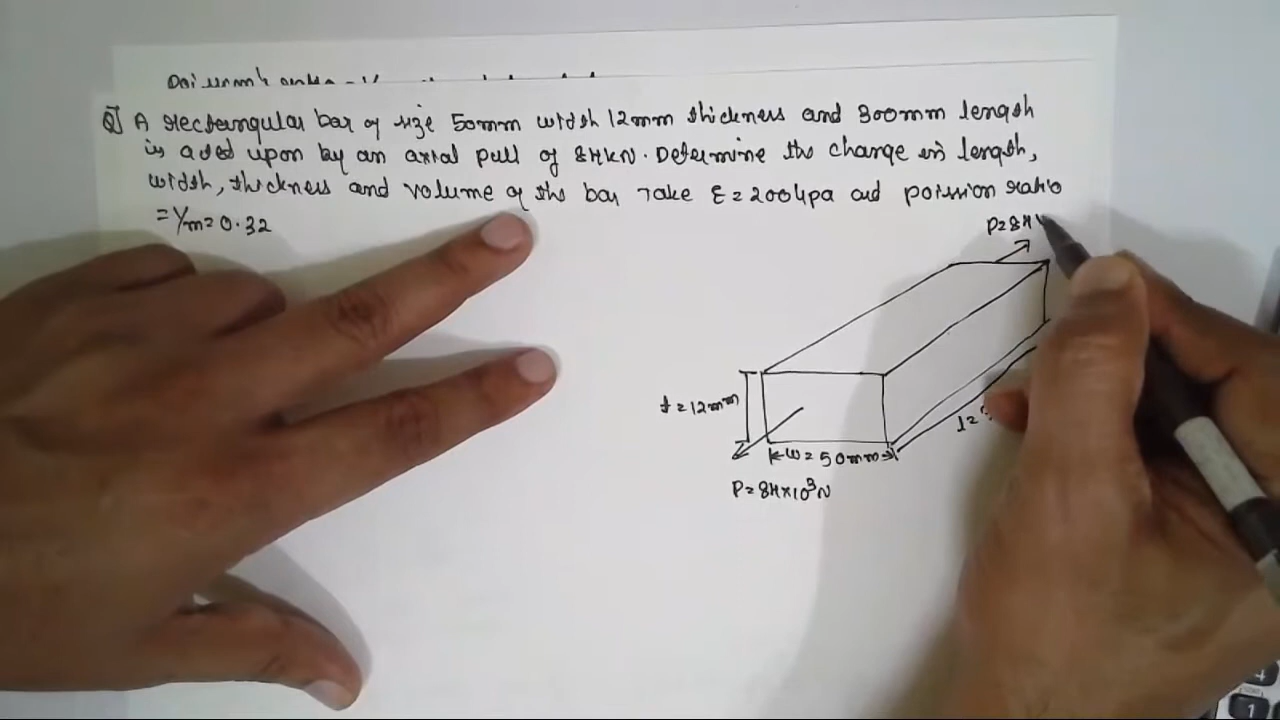 Q] A rectangular bar of size 50mm width 12mm thickness and 300mm length
is acted upon by an axial pull of 84kN. Determine the change in length,
width, thickness and volume of the bar Take E=200Gpa and poission ratio
=1/m=0.32
P=84
t=12mm
w=50mm
l=
P=84×10³N